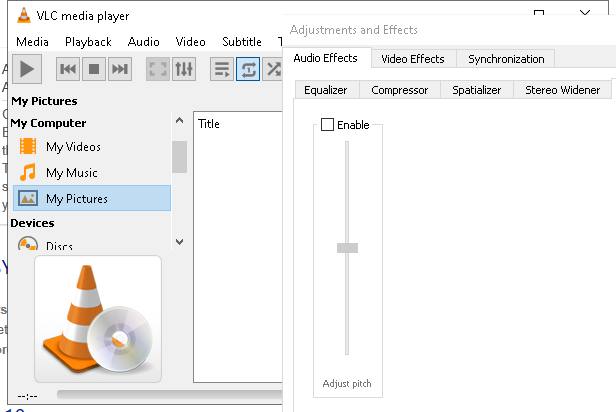 VLC media player
Media Playback Audio Video Subtitle T
My Pictures
My Computer
My Videos
My Music
My Pictures
Devices
Discs
Title
--:--
Adjustments and Effects
Audio Effects Video Effects Synchronization
Equalizer Compressor Spatializer Stereo Widener
Enable
Adjust pitch